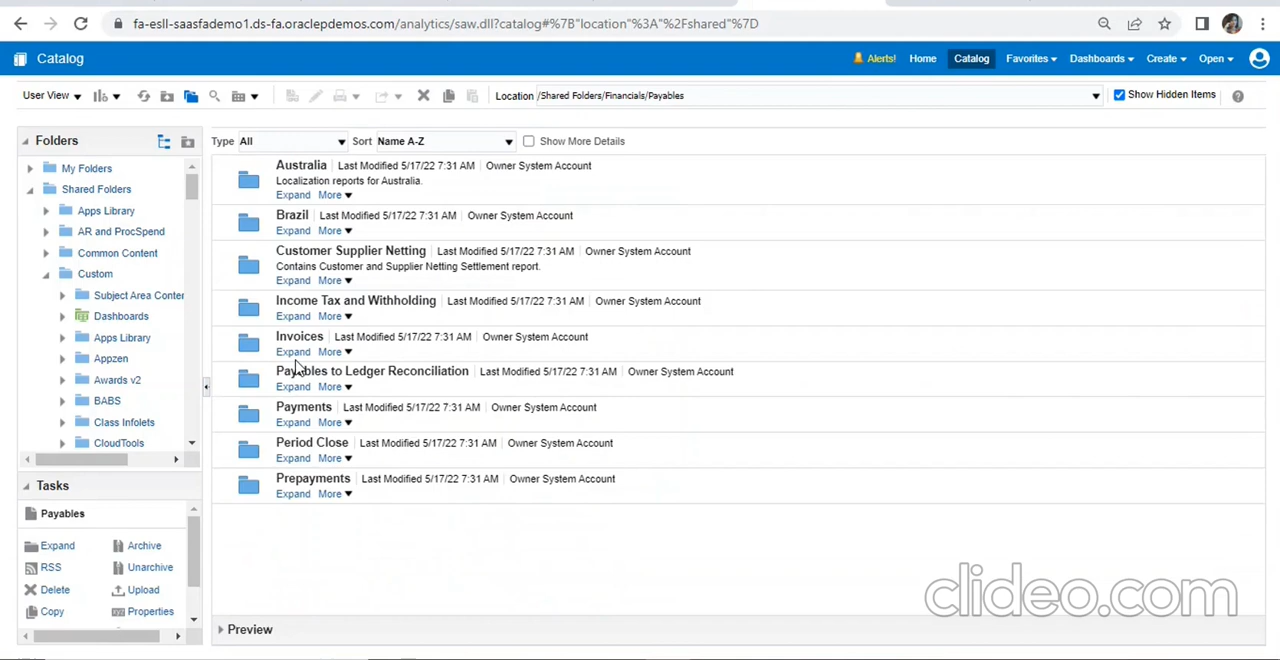 fa-esll-saasfademo1.ds-fa.oraclepdemos.com/analytics/saw.dll?catalog#%7B"location"%3A"%2Fshared"%7D
Catalog
Alerts! Home Catalog Favorites Dashboards Create Open
User View Location /Shared Folders/Financials/Payables Show Hidden Items
Folders
My Folders
Shared Folders
Apps Library
AR and ProcSpend
Common Content
Custom
Subject Area Conter
Dashboards
Apps Library
Appzen
Awards v2
BABS
Class Infolets
CloudTools
Tasks
Payables
Expand Archive
RSS Unarchive
Delete Upload
Copy Properties
Type All Sort Name A-Z Show More Details
Australia Last Modified 5/17/22 7:31 AM Owner System Account
Localization reports for Australia.
Expand More
Brazil Last Modified 5/17/22 7:31 AM Owner System Account
Expand More
Customer Supplier Netting Last Modified 5/17/22 7:31 AM Owner System Account
Contains Customer and Supplier Netting Settlement report.
Expand More
Income Tax and Withholding Last Modified 5/17/22 7:31 AM Owner System Account
Expand More
Invoices Last Modified 5/17/22 7:31 AM Owner System Account
Expand More
Payables to Ledger Reconciliation Last Modified 5/17/22 7:31 AM Owner System Account
Expand More
Payments Last Modified 5/17/22 7:31 AM Owner System Account
Expand More
Period Close Last Modified 5/17/22 7:31 AM Owner System Account
Expand More
Prepayments Last Modified 5/17/22 7:31 AM Owner System Account
Expand More
Preview
clideo.com